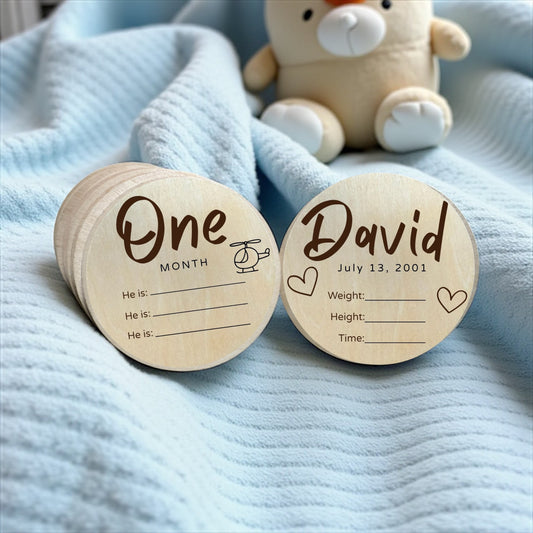 One
MONTH
He is:
He is:
He is:
David
July 13, 2001
Weight:
Height:
Time: